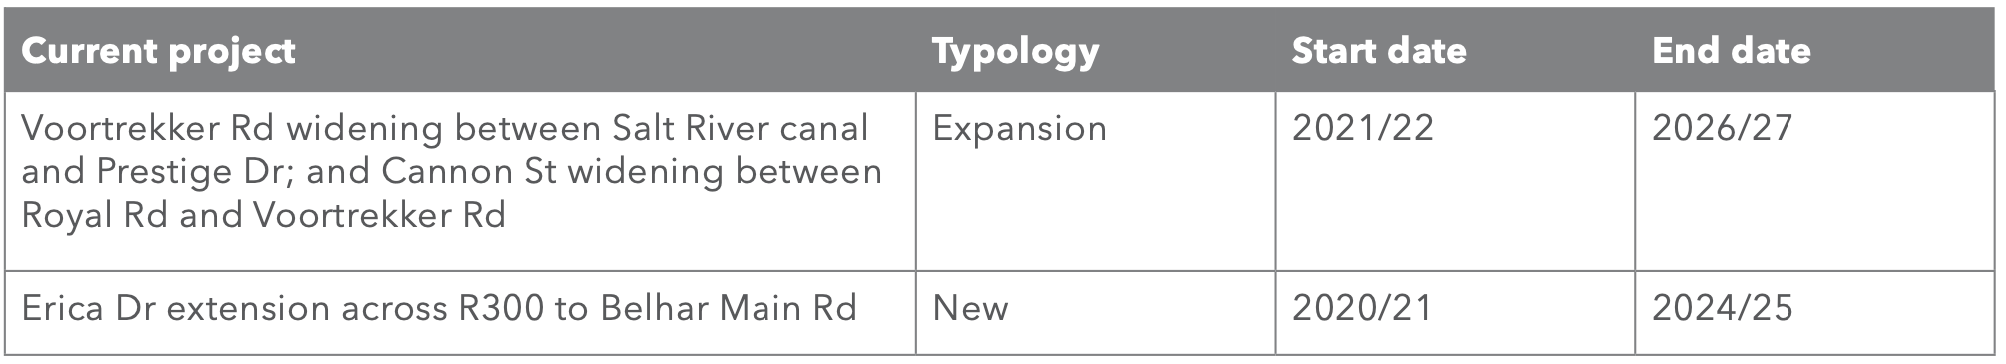 Current project Typology Start date End date
Voortrekker Rd widening between Salt River canal Expansion 2021/22 2026/27
and Prestige Dr; and Cannon St widening between
Royal Rd and Voortrekker Rd
Erica Dr extension across R300 to Belhar Main Rd New 2020/21 2024/25